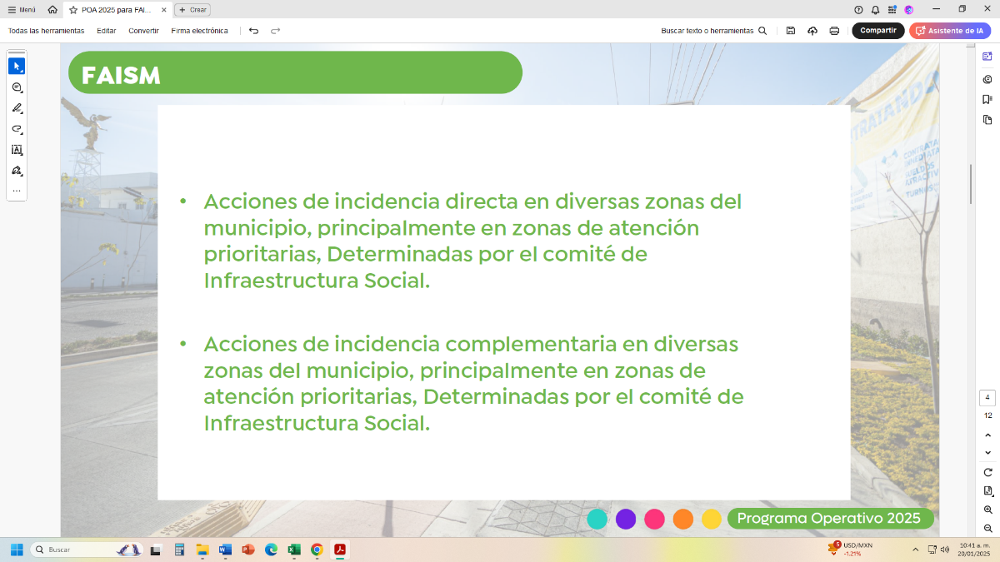 Menú
POA 2025 para FAI...
Crear
Todas las herramientas
Editar
Convertir
Firma electrónica
Buscar texto o herramientas
Compartir
Asistente de IA
FAISM
TRATANDO
CONTRATA
• Acciones de incidencia directa en diversas zonas del
municipio, principalmente en zonas de atención
prioritarias, Determinadas por el comité de
Infraestructura Social.
• Acciones de incidencia complementaria en diversas
zonas del municipio, principalmente en zonas de
atención prioritarias, Determinadas por el comité de
Infraestructura Social.
4
12
Programa Operativo 2025
Buscar
5
USD/MXN
-1.21%
10:41 a. m.
20/01/2025